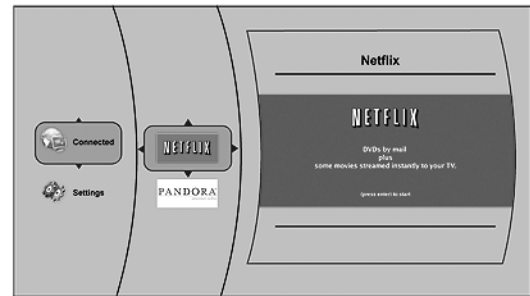 Connected
Settings
NETFLIX
PANDORA
Netflix
NETFLIX
DVDs by mail
plus
some movies streamed instantly to your TV.
(press select to start